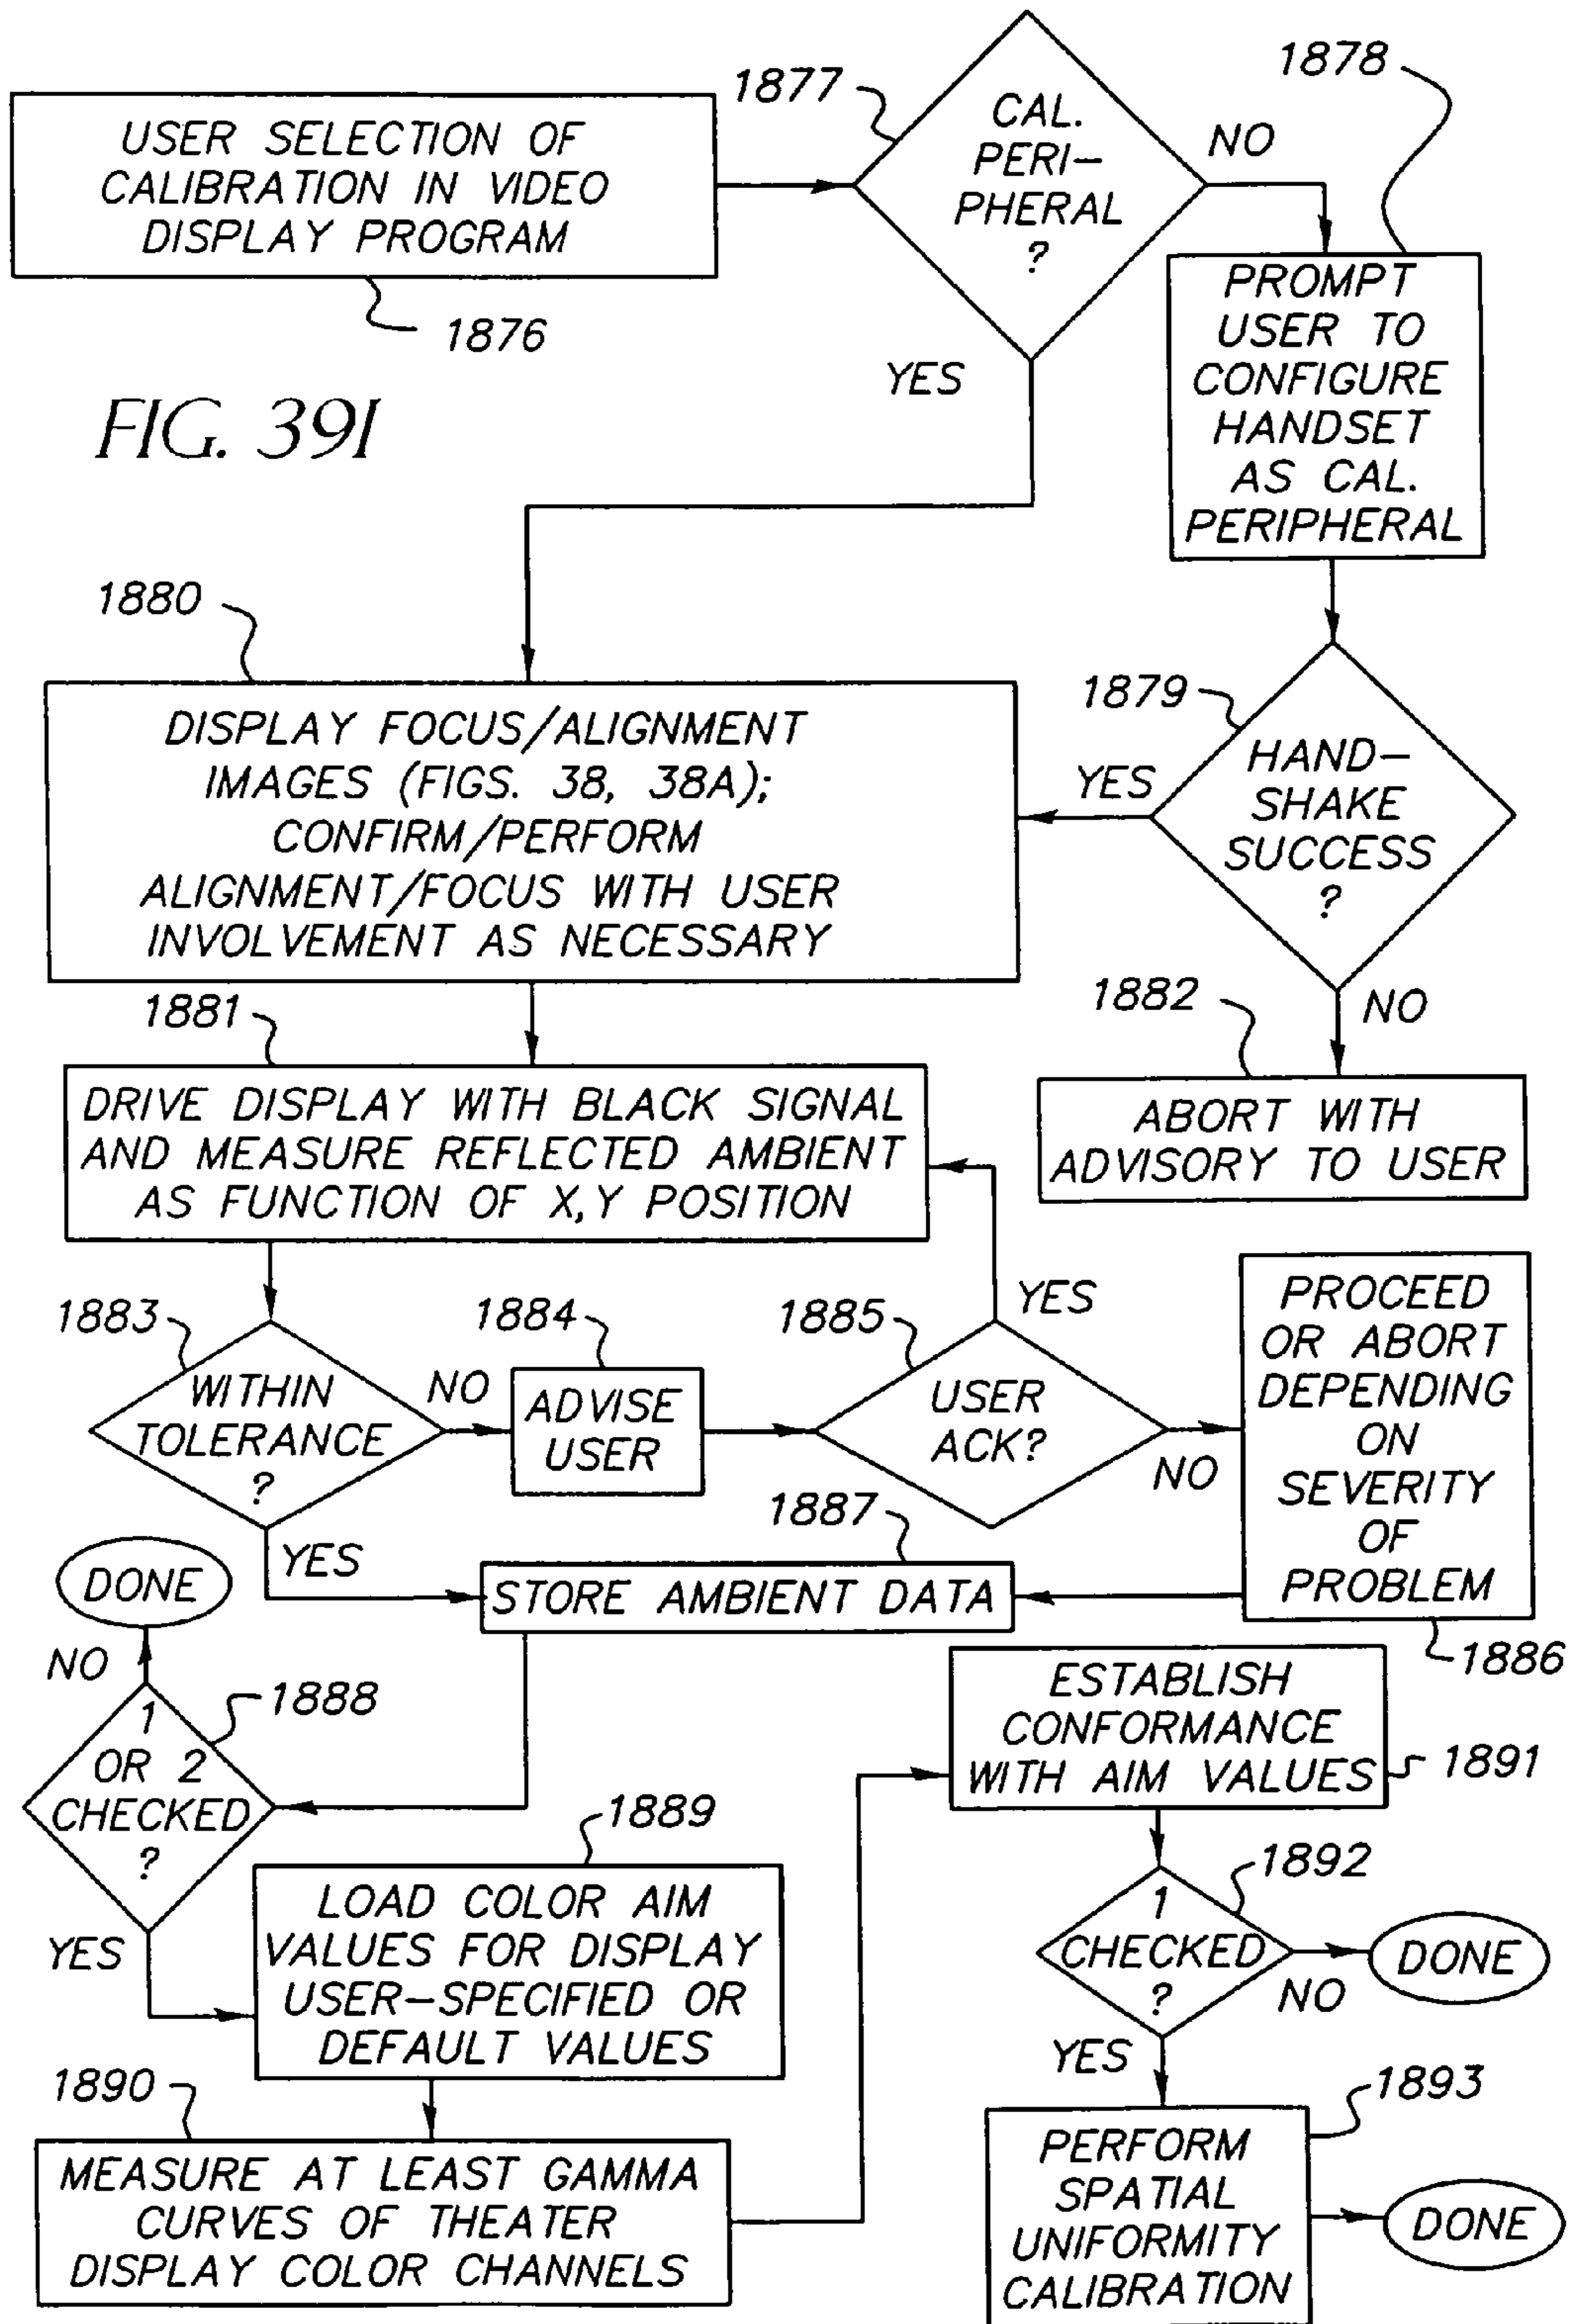 1877
1878
USER SELECTION OF
CALIBRATION IN VIDEO
DISPLAY PROGRAM
1876
CAL.
PERI-
PHERAL
?
NO
YES
PROMPT
USER TO
CONFIGURE
HANDSET
AS CAL.
PERIPHERAL
FIG. 39I
1880
1879
DISPLAY FOCUS/ALIGNMENT
IMAGES (FIGS. 38, 38A);
CONFIRM/PERFORM
ALIGNMENT/FOCUS WITH USER
INVOLVEMENT AS NECESSARY
YES
HAND-
SHAKE
SUCCESS
?
NO
1881
1882
DRIVE DISPLAY WITH BLACK SIGNAL
AND MEASURE REFLECTED AMBIENT
AS FUNCTION OF X,Y POSITION
ABORT WITH
ADVISORY TO USER
1883
WITHIN
TOLERANCE
?
NO
1884
ADVISE
USER
1885
USER
ACK?
YES
NO
PROCEED
OR ABORT
DEPENDING
ON
SEVERITY
OF
PROBLEM
1886
YES
1887
STORE AMBIENT DATA
DONE
NO
1888
1
OR 2
CHECKED
?
YES
1889
LOAD COLOR AIM
VALUES FOR DISPLAY
USER-SPECIFIED OR
DEFAULT VALUES
1890
MEASURE AT LEAST GAMMA
CURVES OF THEATER
DISPLAY COLOR CHANNELS
ESTABLISH
CONFORMANCE
WITH AIM VALUES
1891
1892
1
CHECKED
?
NO
DONE
YES
1893
PERFORM
SPATIAL
UNIFORMITY
CALIBRATION
DONE